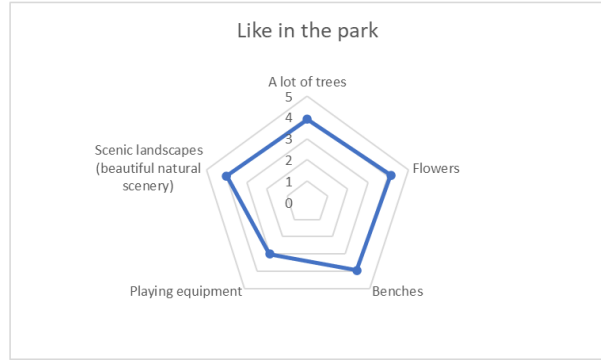 Like in the park
A lot of trees
5
4
3
2
1
0
Scenic landscapes
(beautiful natural
scenery)
Flowers
Playing equipment
Benches